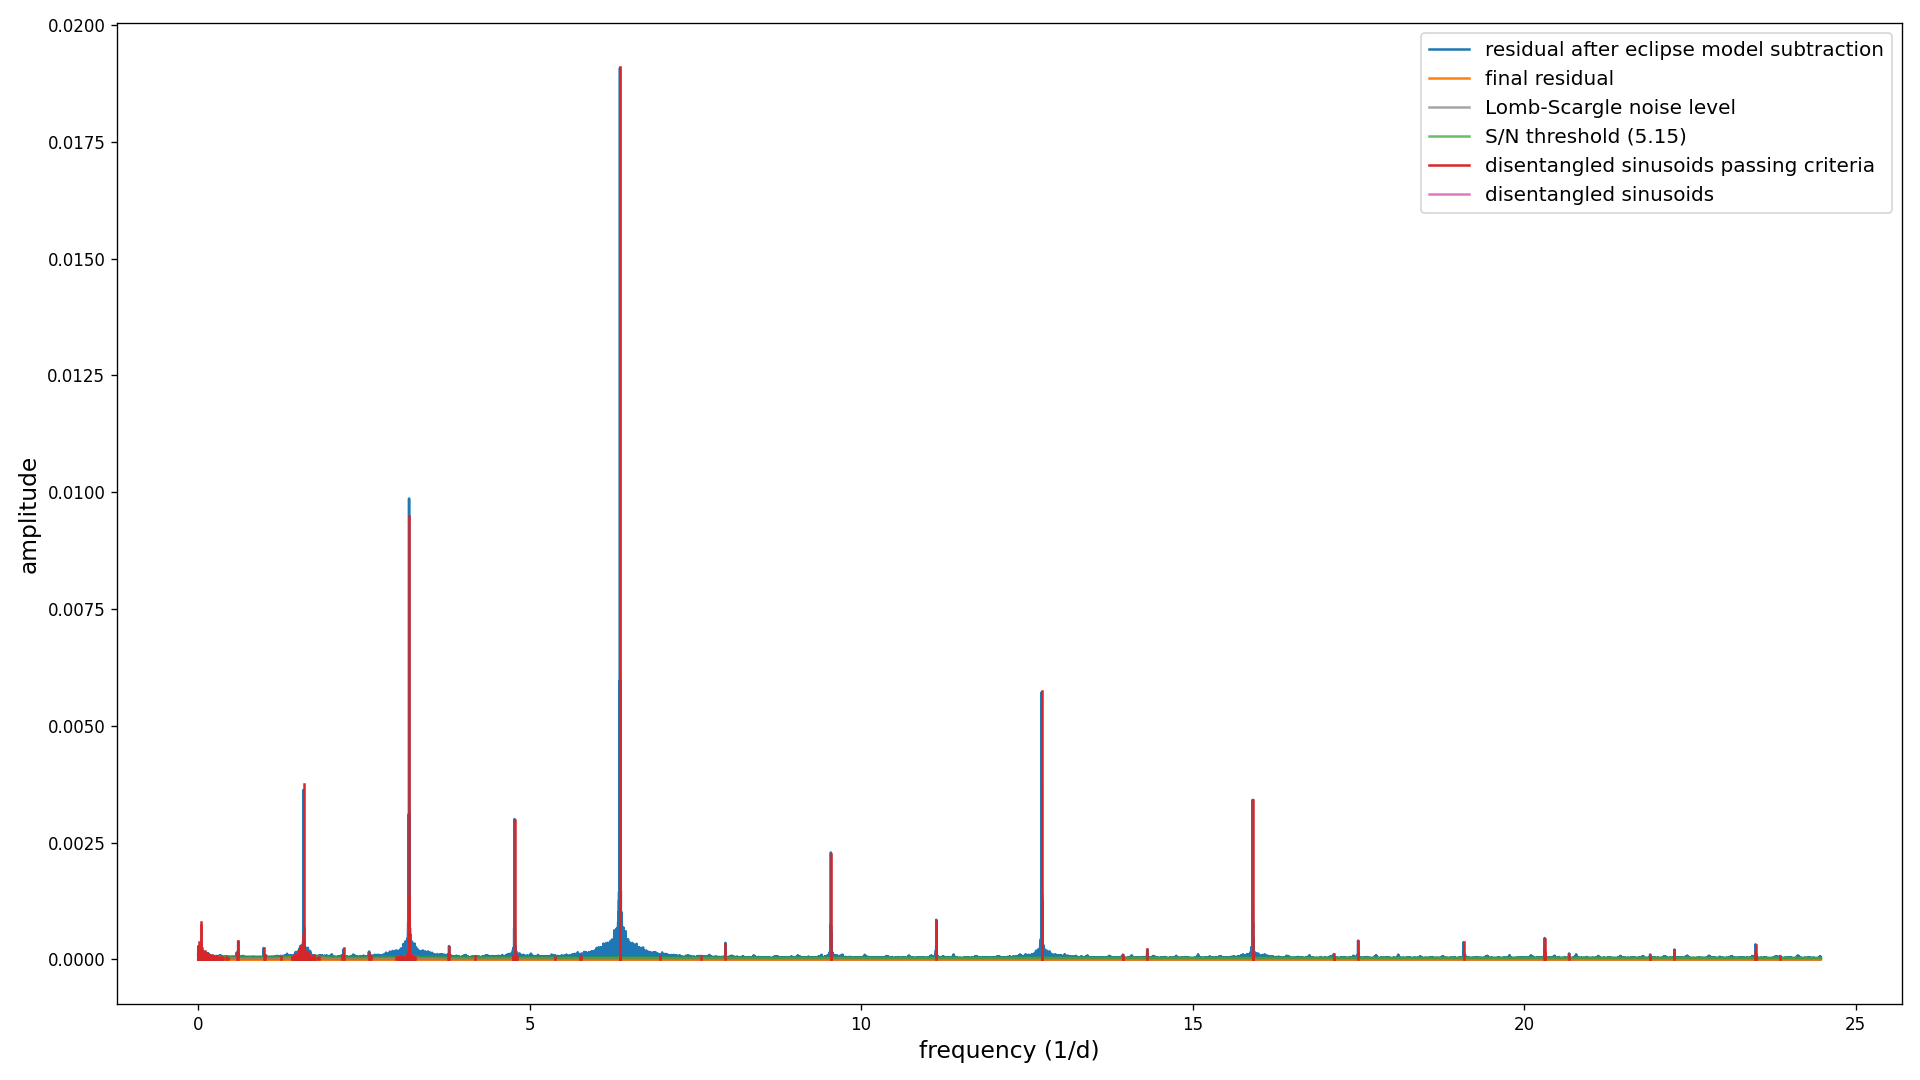 0.0200
0.0175
0.0150
0.0125
0.0100
0.0075
0.0050
0.0025
0.0000
amplitude
residual after eclipse model subtraction
final residual
Lomb-Scargle noise level
S/N threshold (5.15)
disentangled sinusoids passing criteria
disentangled sinusoids
0 5 10 15 20 25
frequency (1/d)